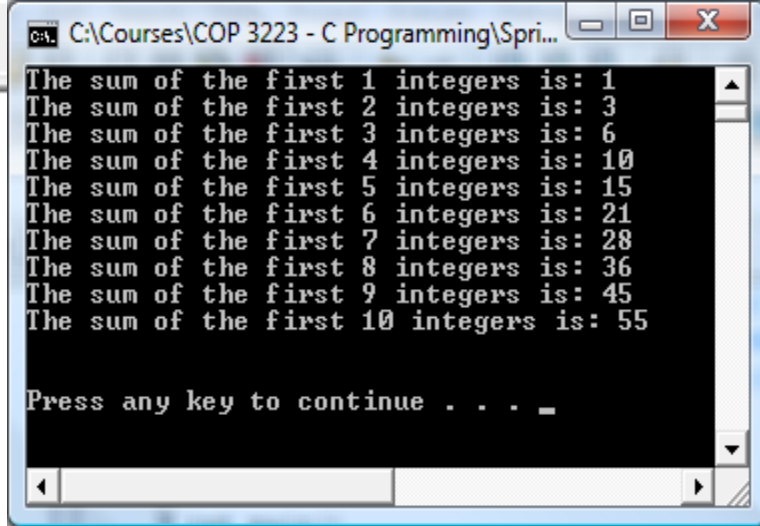 C:\Courses\COP 3223 - C Programming\Spri...
The sum of the first 1 integers is: 1
The sum of the first 2 integers is: 3
The sum of the first 3 integers is: 6
The sum of the first 4 integers is: 10
The sum of the first 5 integers is: 15
The sum of the first 6 integers is: 21
The sum of the first 7 integers is: 28
The sum of the first 8 integers is: 36
The sum of the first 9 integers is: 45
The sum of the first 10 integers is: 55
Press any key to continue . . . _